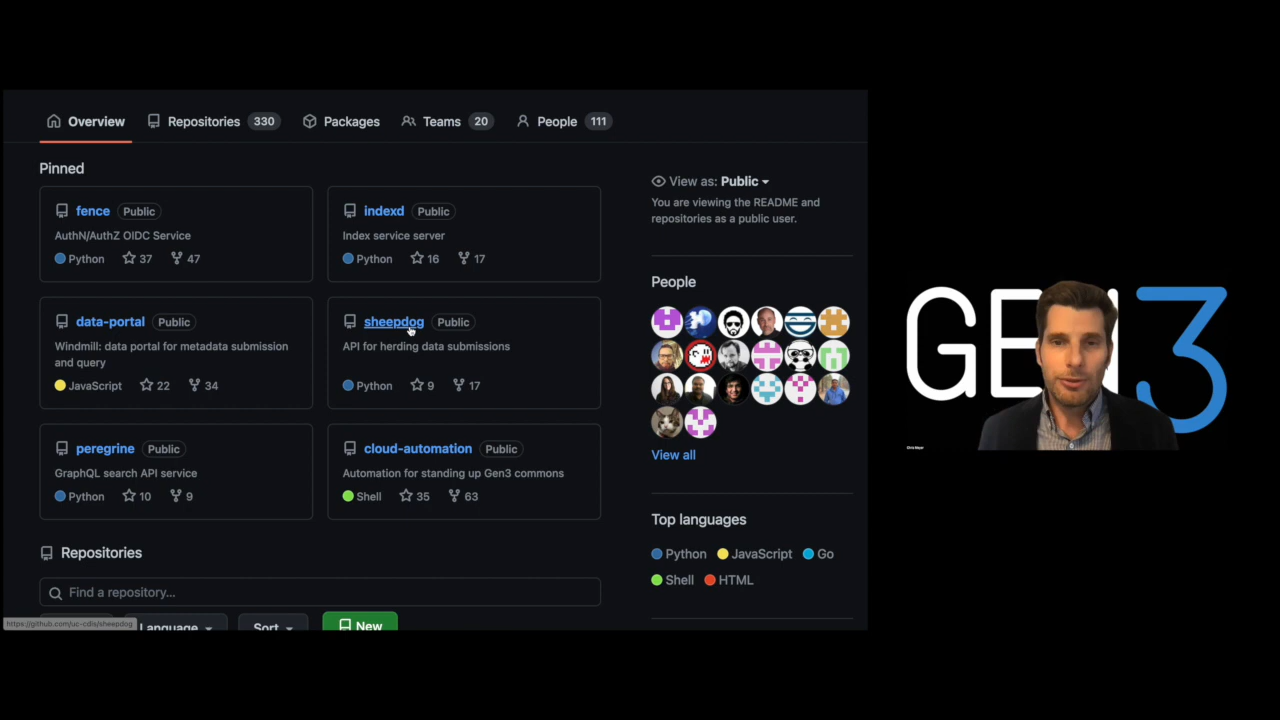 Overview Repositories 330 Packages Teams 20 People 111
Pinned
fence Public
AuthN/AuthZ OIDC Service
Python 37 47
indexd Public
Index service server
Python 16 17
data-portal Public
Windmill: data portal for metadata submission
and query
JavaScript 22 34
sheepdog Public
API for herding data submissions
Python 9 17
peregrine Public
GraphQL search API service
Python 10 9
cloud-automation Public
Automation for standing up Gen3 commons
Shell 35 63
Repositories
Find a repository...
Language Sort New
https://github.com/uc-cdis/sheepdog
View as: Public
You are viewing the README and
repositories as a public user.
People
View all
Top languages
Python JavaScript Go
Shell HTML
GEN3
Chris Meyer